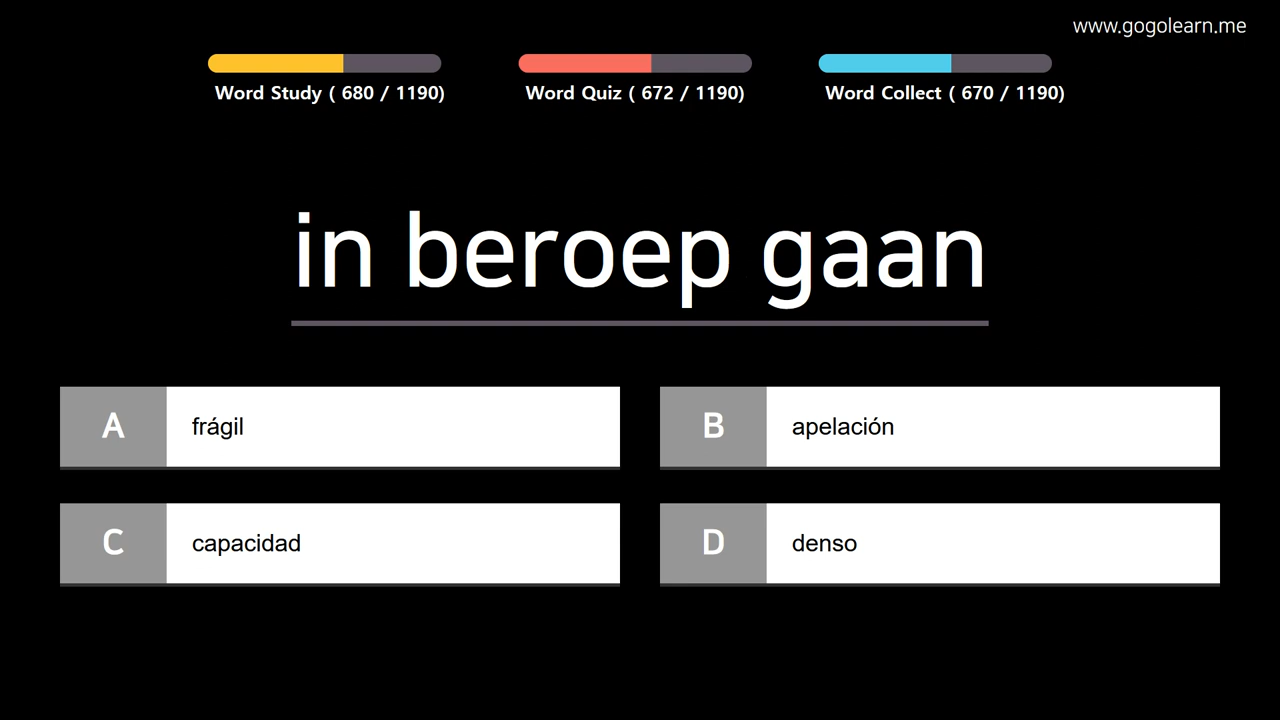 www.gogolearn.me
Word Study ( 680 / 1190)
Word Quiz ( 672 / 1190)
Word Collect ( 670 / 1190)
in beroep gaan
A frágil
B apelación
C capacidad
D denso